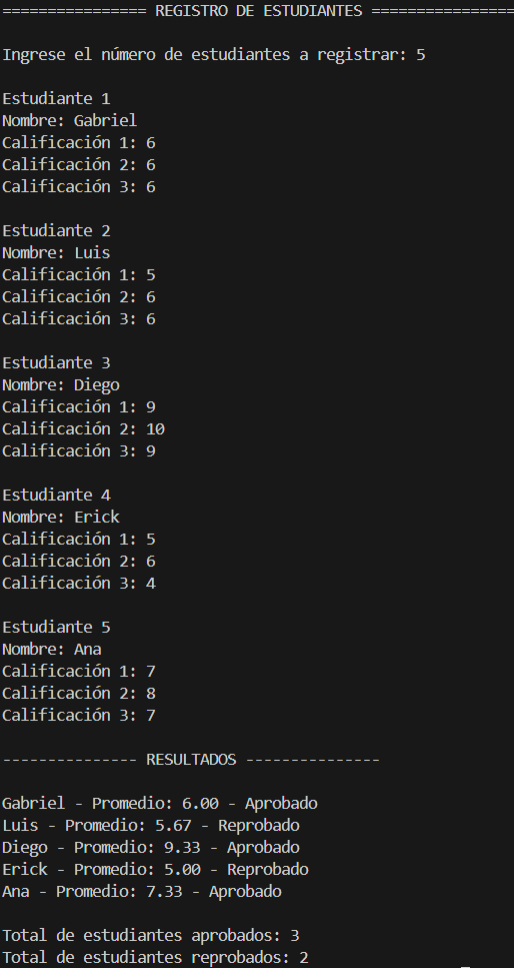 ================ REGISTRO DE ESTUDIANTES ================
Ingrese el número de estudiantes a registrar: 5
Estudiante 1
Nombre: Gabriel
Calificación 1: 6
Calificación 2: 6
Calificación 3: 6
Estudiante 2
Nombre: Luis
Calificación 1: 5
Calificación 2: 6
Calificación 3: 6
Estudiante 3
Nombre: Diego
Calificación 1: 9
Calificación 2: 10
Calificación 3: 9
Estudiante 4
Nombre: Erick
Calificación 1: 5
Calificación 2: 6
Calificación 3: 4
Estudiante 5
Nombre: Ana
Calificación 1: 7
Calificación 2: 8
Calificación 3: 7
--------------- RESULTADOS ---------------
Gabriel - Promedio: 6.00 - Aprobado
Luis - Promedio: 5.67 - Reprobado
Diego - Promedio: 9.33 - Aprobado
Erick - Promedio: 5.00 - Reprobado
Ana - Promedio: 7.33 - Aprobado
Total de estudiantes aprobados: 3
Total de estudiantes reprobados: 2